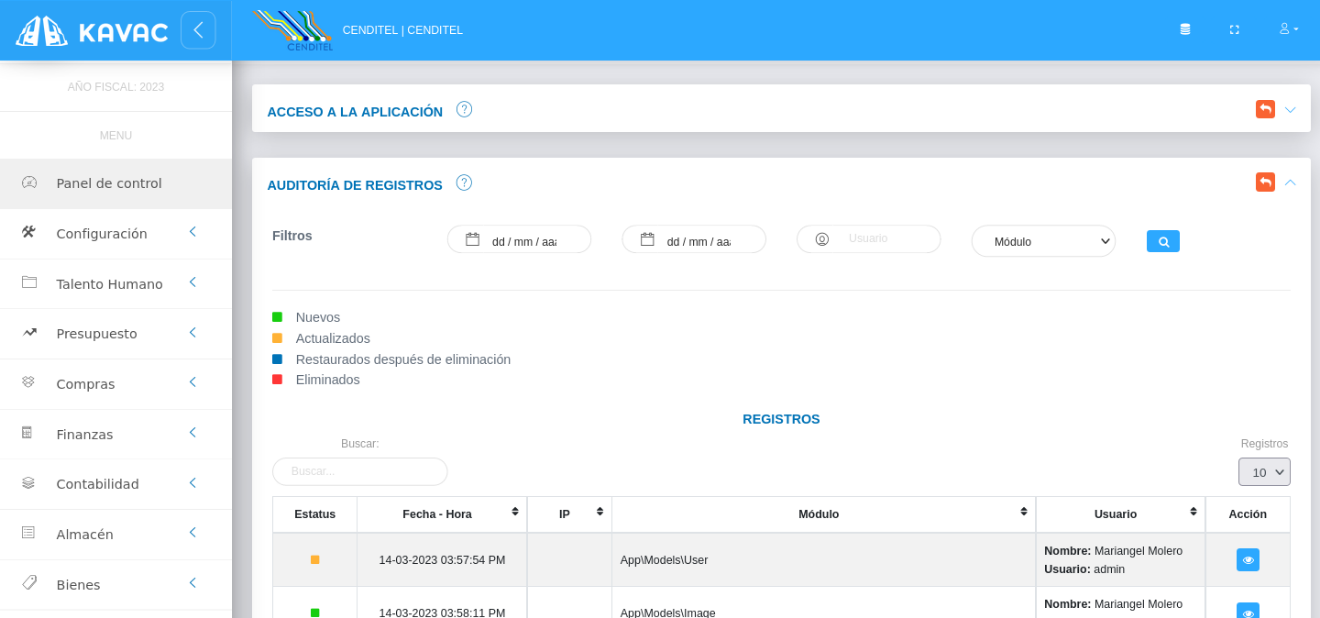 KAVAC
CENDITEL
CENDITEL | CENDITEL
AÑO FISCAL: 2023
MENU
Panel de control
Configuración
Talento Humano
Presupuesto
Compras
Finanzas
Contabilidad
Almacén
Bienes
ACCESO A LA APLICACIÓN
AUDITORÍA DE REGISTROS
Filtros
dd / mm / aaa
dd / mm / aaa
Usuario
Módulo
Nuevos
Actualizados
Restaurados después de eliminación
Eliminados
REGISTROS
Buscar:
Registros
Buscar...
10
Estatus Fecha - Hora IP Módulo Usuario Acción
14-03-2023 03:57:54 PM App\Models\User Nombre: Mariangel Molero
Usuario: admin
14-03-2023 03:58:11 PM App\Models\Image Nombre: Mariangel Molero